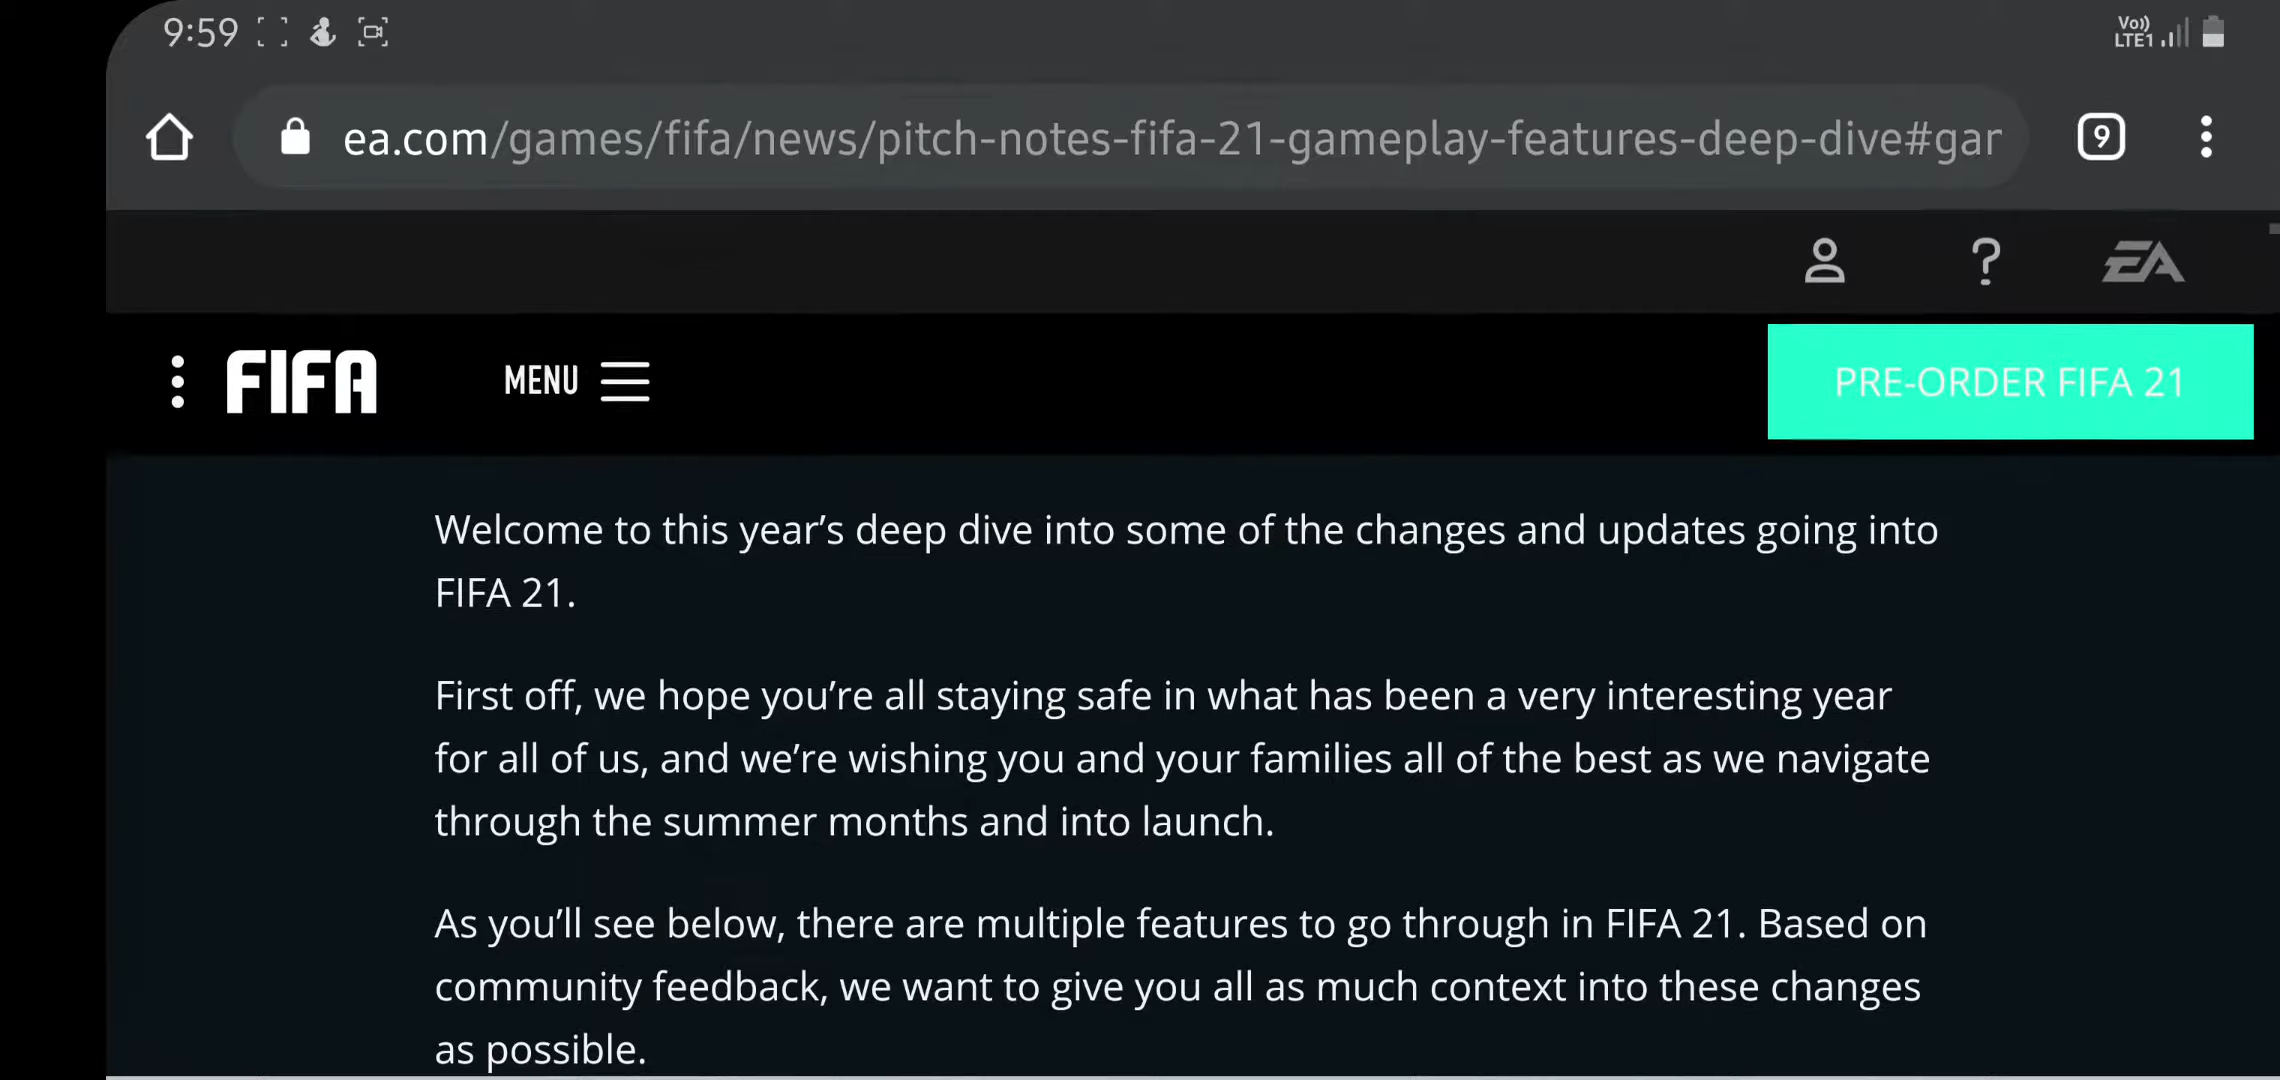 9:59
Vo))
LTE1
ea.com/games/fifa/news/pitch-notes-fifa-21-gameplay-features-deep-dive#gar
9
?
EA
FIFA
MENU
PRE-ORDER FIFA 21
Welcome to this year’s deep dive into some of the changes and updates going into
FIFA 21.
First off, we hope you’re all staying safe in what has been a very interesting year
for all of us, and we’re wishing you and your families all of the best as we navigate
through the summer months and into launch.
As you’ll see below, there are multiple features to go through in FIFA 21. Based on
community feedback, we want to give you all as much context into these changes
as possible.